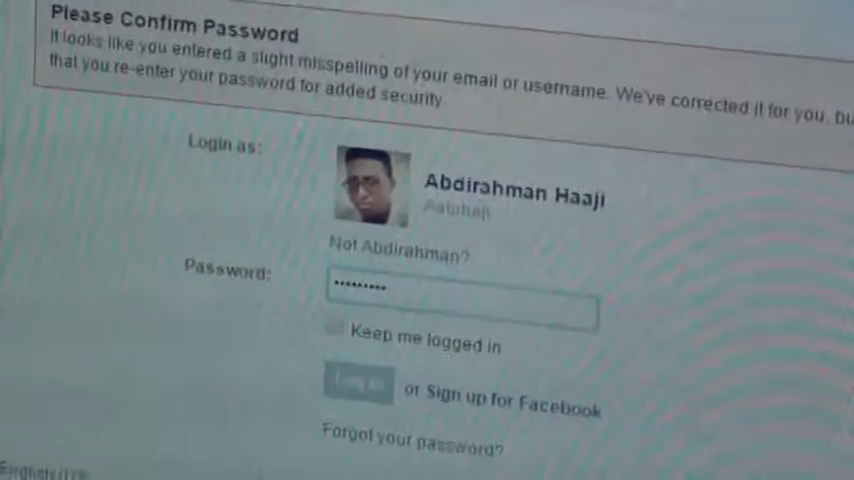 Please Confirm Password
It looks like you entered a slight misspelling of your email or username. We've corrected it for you, bu
that you re-enter your password for added security
Login as:
Abdirahman Haaji
Not Abdirahman?
Password:
Keep me logged in
or Sign up for Facebook
Forgot your password?